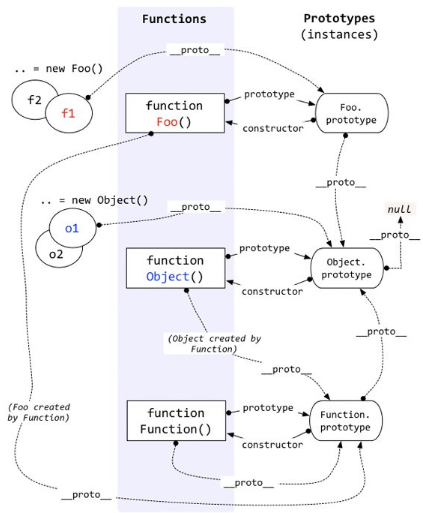 Functions
Prototypes
(instances)
__proto__
.. = new Foo()
f2
f1
function
Foo()
prototype
constructor
Foo.
prototype
__proto__
.. = new Object()
o1
o2
__proto__
null
__proto__
function
Object()
prototype
constructor
Object.
prototype
(Object created by
Function)
__proto__
__proto__
(Foo created
by Function)
function
Function()
prototype
constructor
Function.
prototype
__proto__
__proto__